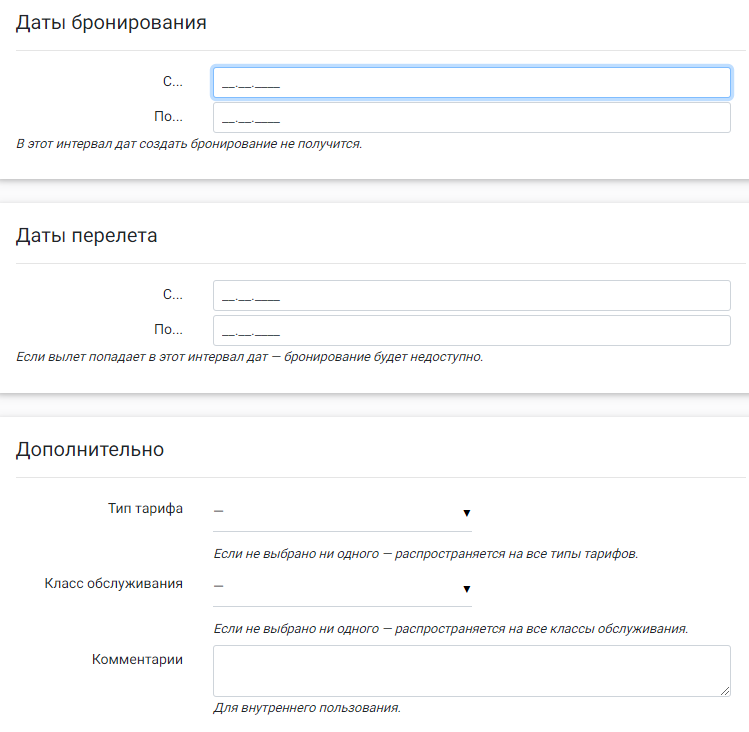 Даты бронирования
С...
__.__.____
По...
__.__.____
В этот интервал дат создать бронирование не получится.
Даты перелета
С...
__.__.____
По...
__.__.____
Если вылет попадает в этот интервал дат — бронирование будет недоступно.
Дополнительно
Тип тарифа
—
Если не выбрано ни одного — распространяется на все типы тарифов.
Класс обслуживания
—
Если не выбрано ни одного — распространяется на все классы обслуживания.
Комментарии
Для внутреннего пользования.